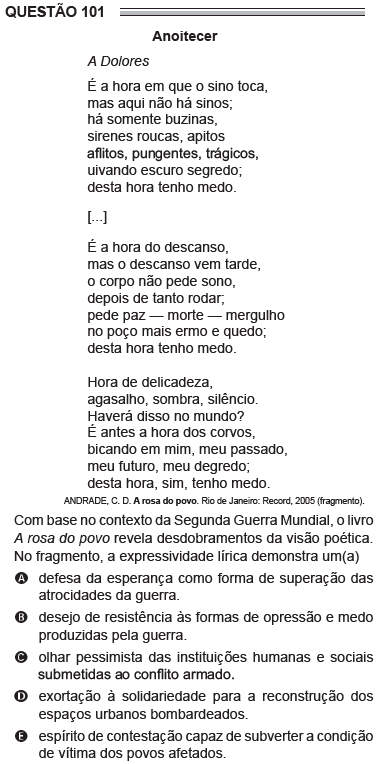 QUESTÃO 101
Anoitecer
A Dolores
É a hora em que o sino toca,
mas aqui não há sinos;
há somente buzinas,
sirenes roucas, apitos
aflitos, pungentes, trágicos,
uivando escuro segredo;
desta hora tenho medo.
[...]
É a hora do descanso,
mas o descanso vem tarde,
o corpo não pede sono,
depois de tanto rodar;
pede paz — morte — mergulho
no poço mais ermo e quedo;
desta hora tenho medo.
Hora de delicadeza,
agasalho, sombra, silêncio.
Haverá disso no mundo?
É antes a hora dos corvos,
bicando em mim, meu passado,
meu futuro, meu degredo;
desta hora, sim, tenho medo.
ANDRADE, C. D. A rosa do povo. Rio de Janeiro: Record, 2005 (fragmento).
Com base no contexto da Segunda Guerra Mundial, o livro
A rosa do povo revela desdobramentos da visão poética.
No fragmento, a expressividade lírica demonstra um(a)
A defesa da esperança como forma de superação das
atrocidades da guerra.
B desejo de resistência às formas de opressão e medo
produzidas pela guerra.
C olhar pessimista das instituições humanas e sociais
submetidas ao conflito armado.
D exortação à solidariedade para a reconstrução dos
espaços urbanos bombardeados.
E espírito de contestação capaz de subverter a condição
de vítima dos povos afetados.